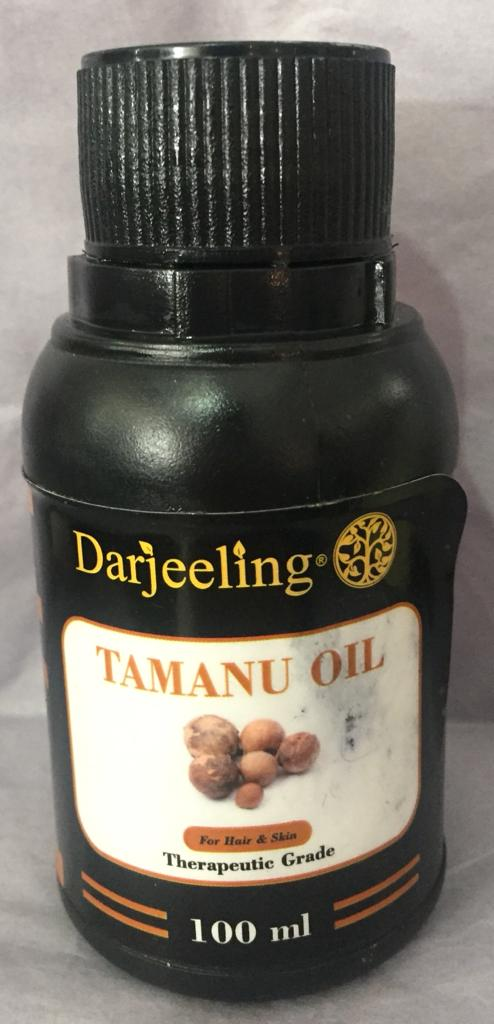 Darjeeling®
TAMANU OIL
For Hair & Skin
Therapeutic Grade
100 ml